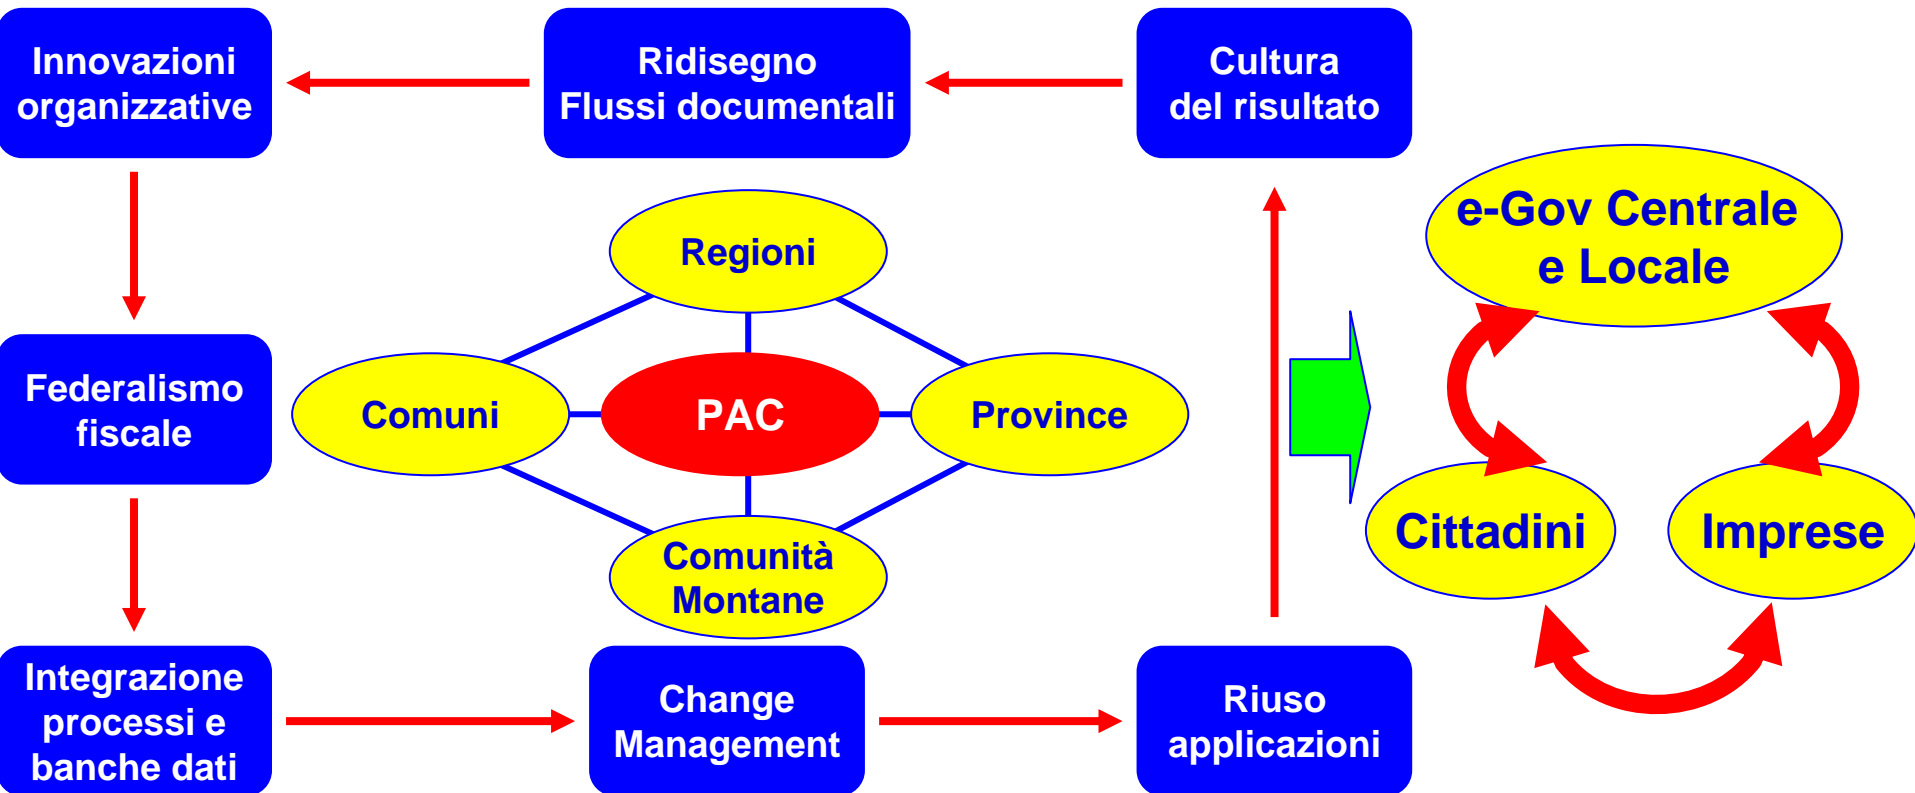 Innovazioni
organizzative
Ridisegno
Flussi documentali
Cultura
del risultato
e-Gov Centrale
e Locale
Regioni
Federalismo
fiscale
Comuni
PAC
Province
Cittadini
Imprese
Comunità
Montane
Integrazione
processi e
banche dati
Change
Management
Riuso
applicazioni